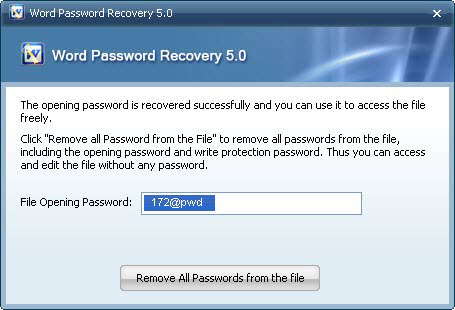 Word Password Recovery 5.0
Word Password Recovery 5.0
The opening password is recovered successfully and you can use it to access the file
freely.
Click "Remove all Password from the File" to remove all passwords from the file,
including the opening password and write protection password. Thus you can access
and edit the file without any password.
File Opening Password: 172@pwd
Remove All Passwords from the file